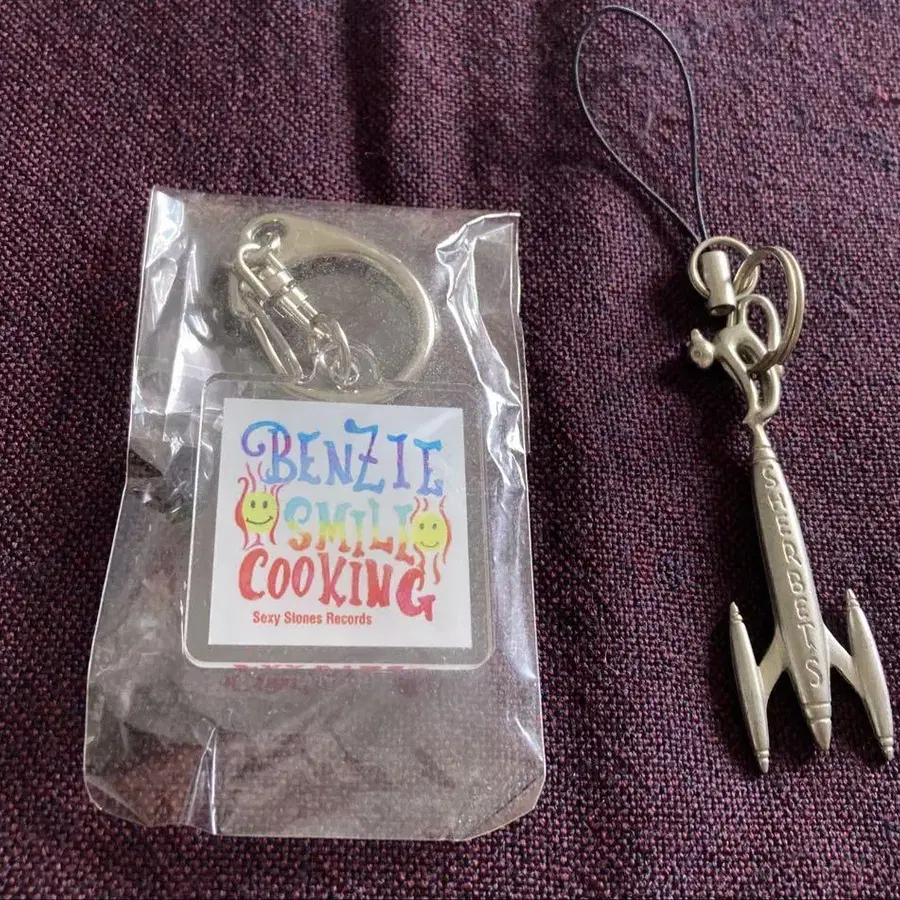 BENZIE
SMILE
COOKING
Sexy Stones Records
SHERBETS